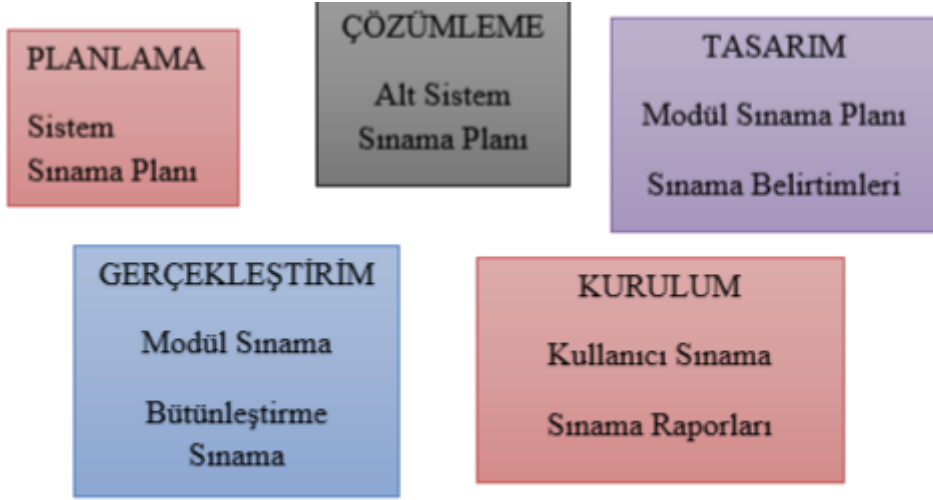 PLANLAMA
Sistem
Sınama Planı
ÇÖZÜMLEME
Alt Sistem
Sınama Planı
TASARIM
Modül Sınama Planı
Sınama Belirtimleri
GERÇEKLEŞTİRİM
Modül Sınama
Bütünleştirme
Sınama
KURULUM
Kullanıcı Sınama
Sınama Raporları